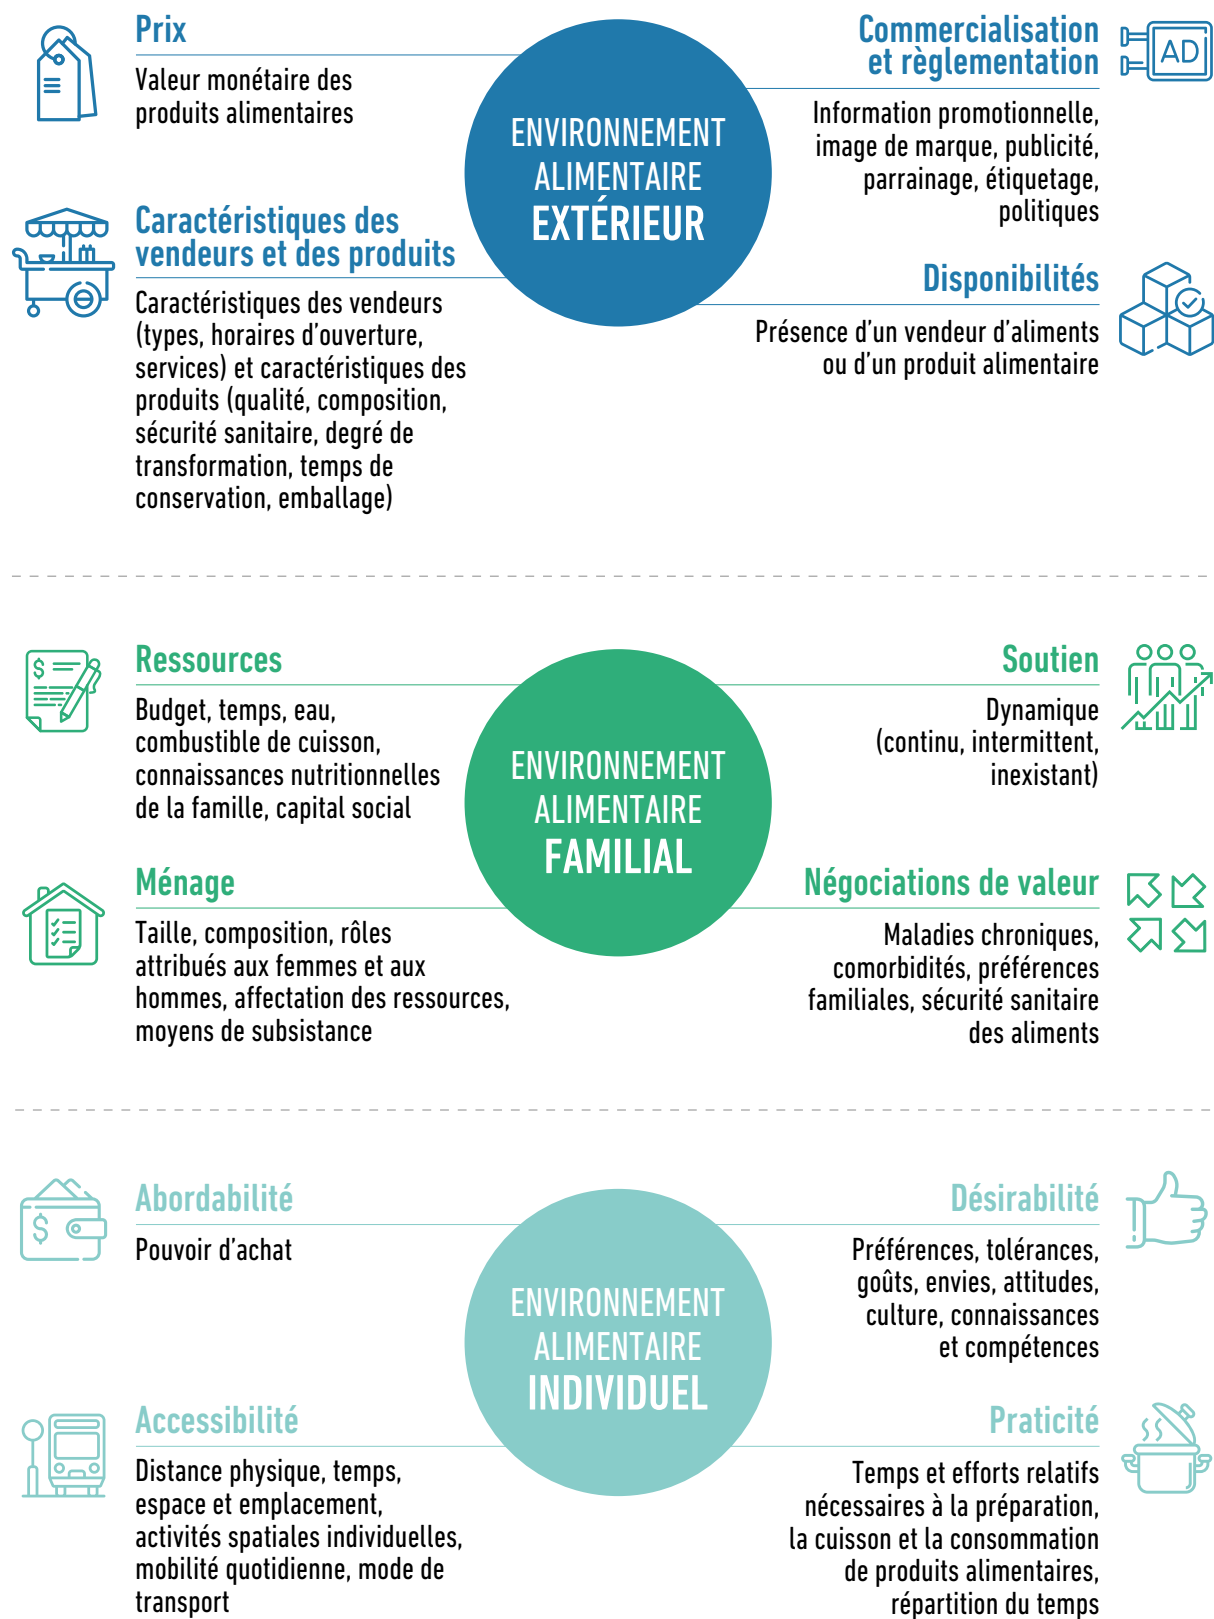 Prix
Valeur monétaire des
produits alimentaires
Caractéristiques des
vendeurs et des produits
Caractéristiques des vendeurs
(types, horaires d’ouverture,
services) et caractéristiques des
produits (qualité, composition,
sécurité sanitaire, degré de
transformation, temps de
conservation, emballage)
ENVIRONNEMENT
ALIMENTAIRE
EXTÉRIEUR
Commercialisation
et règlementation
AD
Information promotionnelle,
image de marque, publicité,
parrainage, étiquetage,
politiques
Disponibilités
Présence d’un vendeur d’aliments
ou d’un produit alimentaire
$
Ressources
Budget, temps, eau,
combustible de cuisson,
connaissances nutritionnelles
de la famille, capital social
Ménage
Taille, composition, rôles
attribués aux femmes et aux
hommes, affectation des ressources,
moyens de subsistance
ENVIRONNEMENT
ALIMENTAIRE
FAMILIAL
Soutien
Dynamique
(continu, intermittent,
inexistant)
Négociations de valeur
Maladies chroniques,
comorbidités, préférences
familiales, sécurité sanitaire
des aliments
$
Abordabilité
Pouvoir d’achat
Accessibilité
Distance physique, temps,
espace et emplacement,
activités spatiales individuelles,
mobilité quotidienne, mode de
transport
ENVIRONNEMENT
ALIMENTAIRE
INDIVIDUEL
Désirabilité
Préférences, tolérances,
goûts, envies, attitudes,
culture, connaissances
et compétences
Praticité
Temps et efforts relatifs
nécessaires à la préparation,
la cuisson et la consommation
de produits alimentaires,
répartition du temps